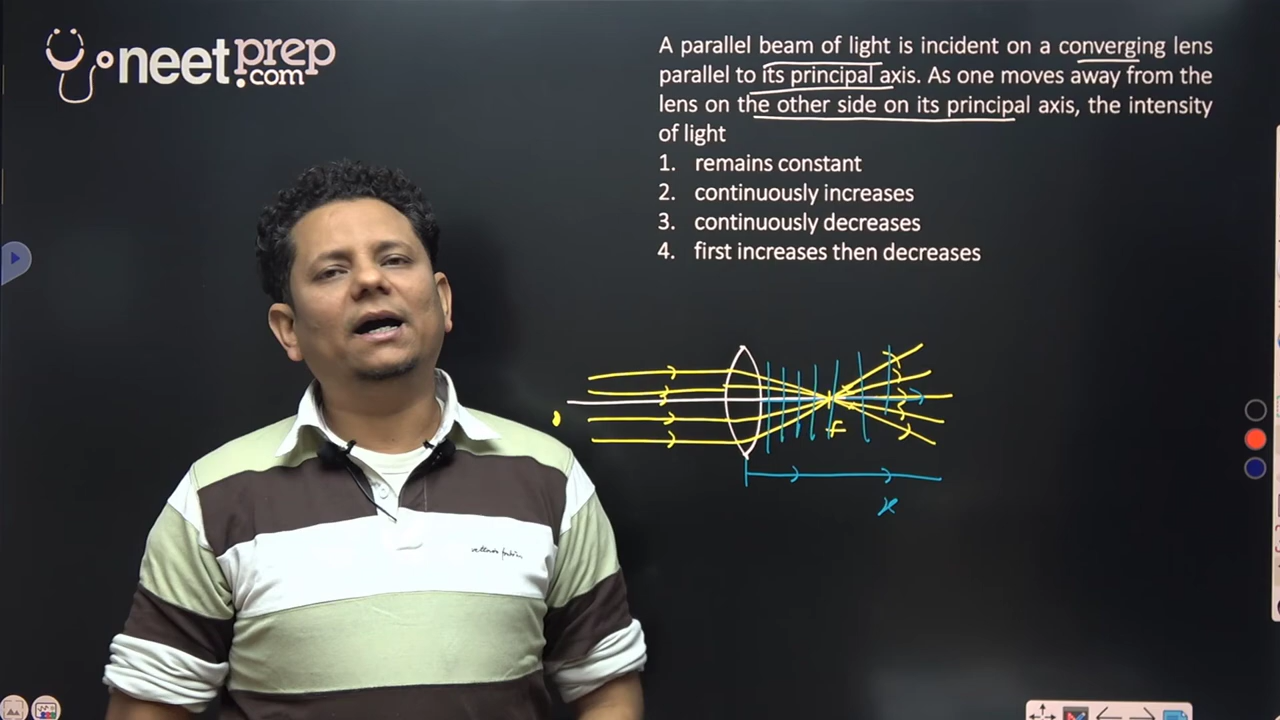 neetprep
.com
A parallel beam of light is incident on a converging lens
parallel to its principal axis. As one moves away from the
lens on the other side on its principal axis, the intensity
of light
1. remains constant
2. continuously increases
3. continuously decreases
4. first increases then decreases
F
x